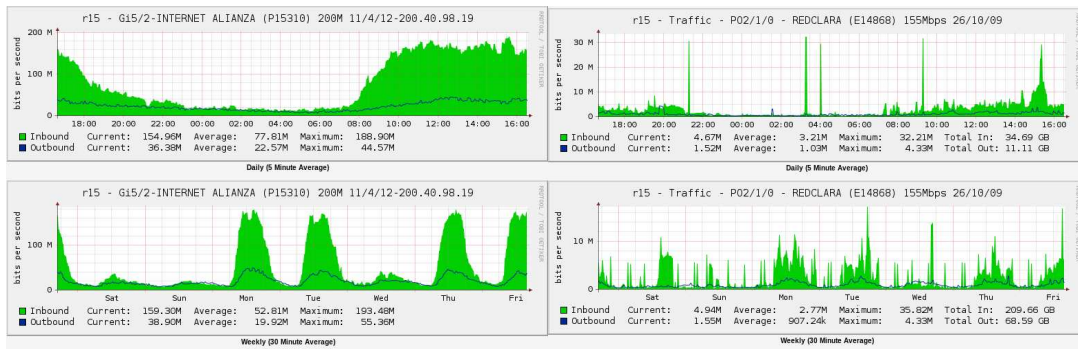 r15 - Gi5/2-INTERNET ALIANZA (P15310) 200M 11/4/12-200.40.98.19
RRDTOOL / TOBI OETIKER
bits per second
200 M
100 M
0
18:00 20:00 22:00 00:00 02:00 04:00 06:00 08:00 10:00 12:00 14:00 16:00
Inbound Current: 154.96M Average: 77.81M Maximum: 188.90M
Outbound Current: 36.38M Average: 22.57M Maximum: 44.57M
Daily (5 Minute Average)
r15 - Traffic - PO2/1/0 - REDCLARA (E14868) 155Mbps 26/10/09
bits per second
30 M
20 M
10 M
0
18:00 20:00 22:00 00:00 02:00 04:00 06:00 08:00 10:00 12:00 14:00 16:00
Inbound Current: 4.67M Average: 3.21M Maximum: 32.21M Total In: 34.69 GB
Outbound Current: 1.52M Average: 1.03M Maximum: 4.33M Total Out: 11.11 GB
Daily (5 Minute Average)
r15 - Gi5/2-INTERNET ALIANZA (P15310) 200M 11/4/12-200.40.98.19
RRDTOOL / TOBI OETIKER
bits per second
100 M
0
Sat Sun Mon Tue Wed Thu Fri
Inbound Current: 159.30M Average: 52.81M Maximum: 193.48M
Outbound Current: 38.90M Average: 19.92M Maximum: 55.36M
Weekly (30 Minute Average)
r15 - Traffic - PO2/1/0 - REDCLARA (E14868) 155Mbps 26/10/09
bits per second
10 M
0
Sat Sun Mon Tue Wed Thu Fri
Inbound Current: 4.94M Average: 2.77M Maximum: 35.82M Total In: 209.66 GB
Outbound Current: 1.55M Average: 907.24k Maximum: 4.33M Total Out: 68.59 GB
Weekly (30 Minute Average)